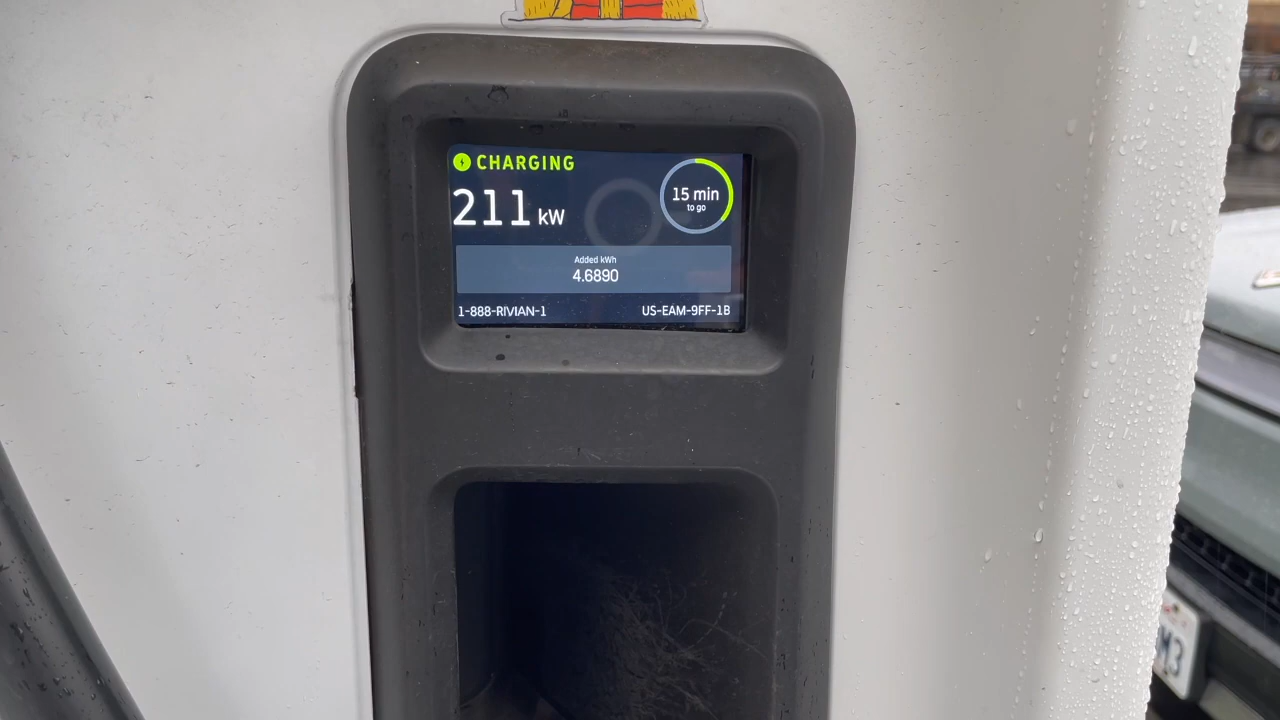 CHARGING
211 kW
15 min
to go
Added kWh
4.6890
1-888-RIVIAN-1
US-EAM-9FF-1B
M3